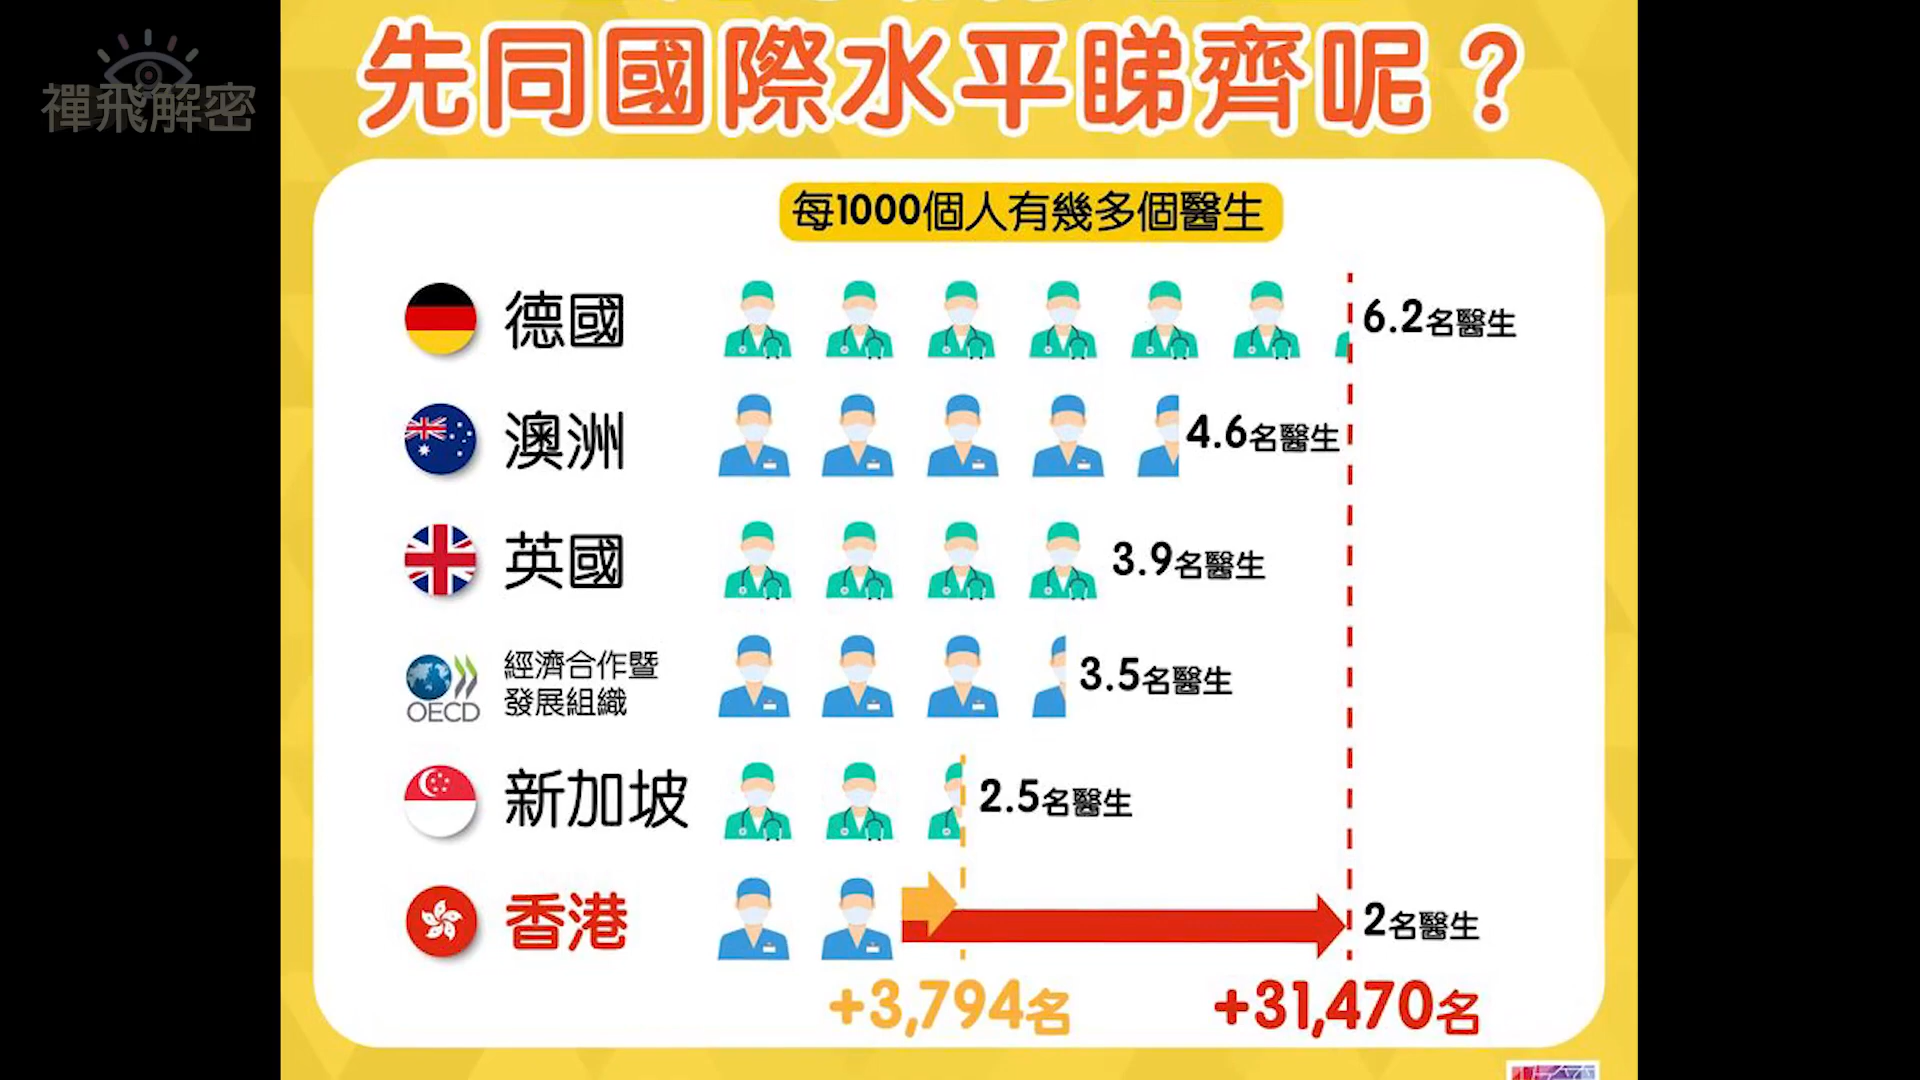 禪飛解密
先同國際水平睇齊呢？
每1000個人有幾多個醫生
德國
6.2名醫生
澳洲
4.6名醫生
英國
3.9名醫生
OECD
經濟合作暨
發展組織
3.5名醫生
新加坡
2.5名醫生
香港
2名醫生
+3,794名
+31,470名